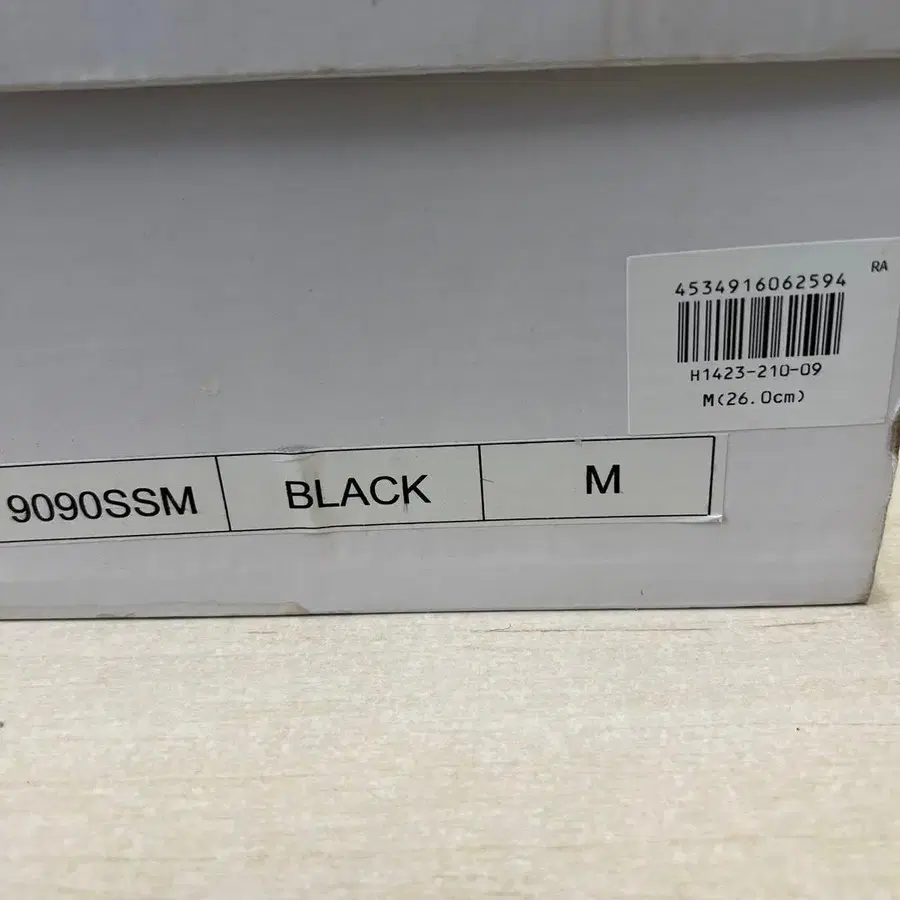 RA
4534916062594
H1423-210-09
M(26.0cm)
9090SSM BLACK M